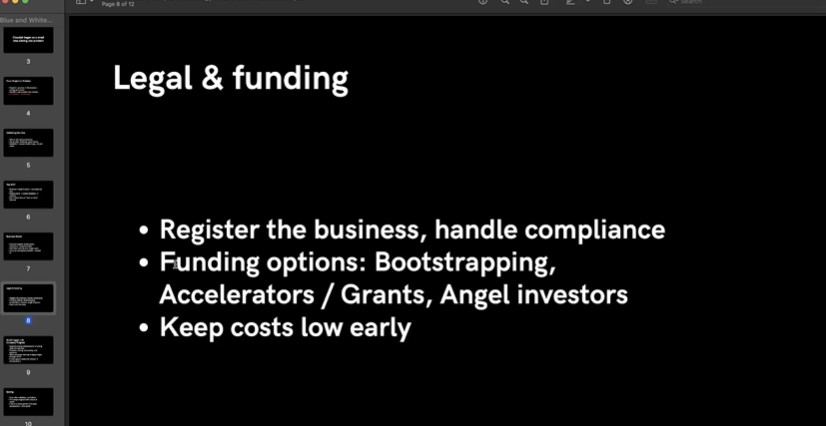 Page 8 of 12
Search
Blue and White...
3
4
5
6
7
8
9
10
Legal & funding
• Register the business, handle compliance
• Funding options: Bootstrapping,
Accelerators / Grants, Angel investors
• Keep costs low early